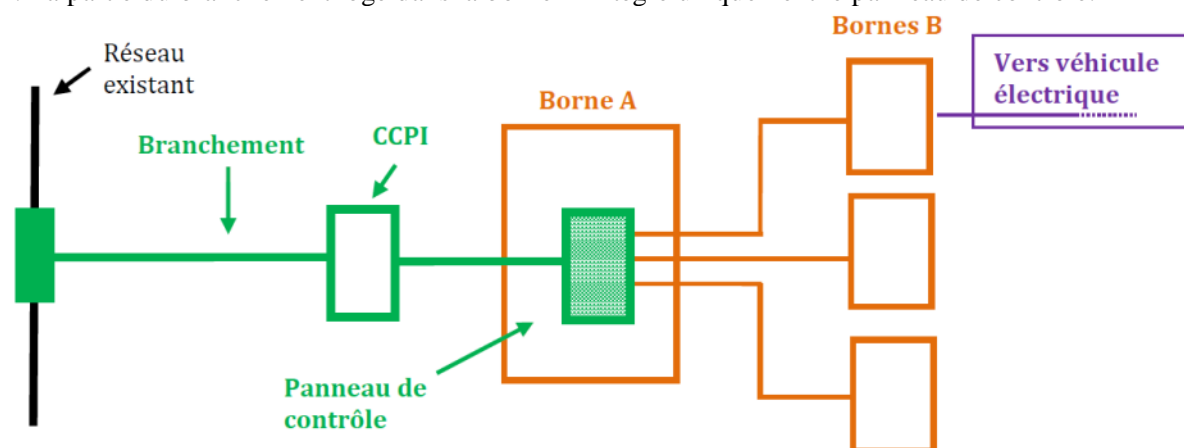 Bornes B
Réseau
existant
Vers véhicule
électrique
Borne A
CCPI
Branchement
Panneau de
contrôle